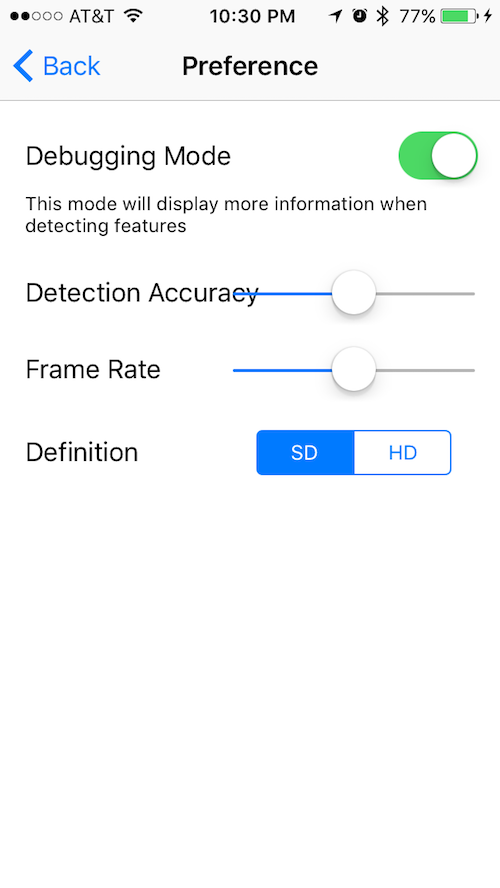 AT&T 10:30 PM 77%
Back Preference
Debugging Mode
This mode will display more information when
detecting features
Detection Accuracy
Frame Rate
Definition SD HD